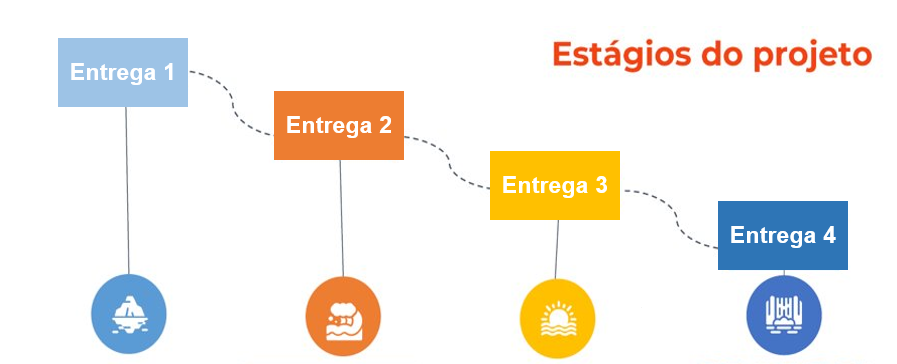 Estágios do projeto
Entrega 1
Entrega 2
Entrega 3
Entrega 4